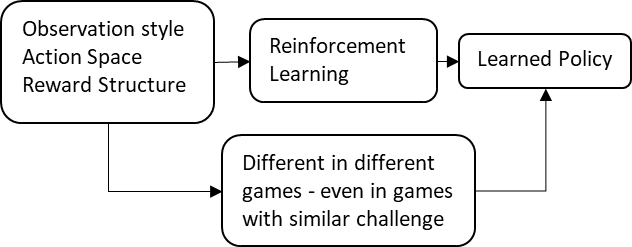 Observation style
Action Space
Reward Structure
Reinforcement
Learning
Learned Policy
Different in different
games - even in games
with similar challenge